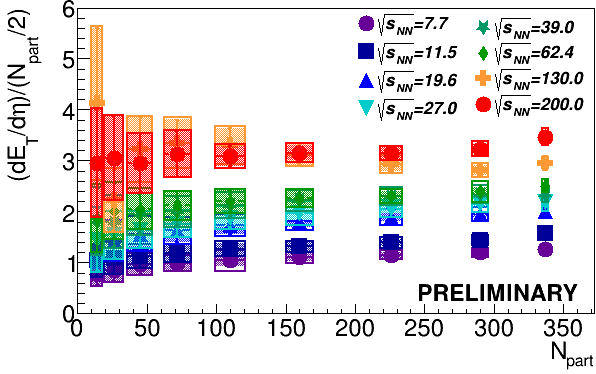 (dE_T/dη)/(N_part/2)
6
5
4
3
2
1
0
√s_NN=7.7
√s_NN=11.5
√s_NN=19.6
√s_NN=27.0
√s_NN=39.0
√s_NN=62.4
√s_NN=130.0
√s_NN=200.0
PRELIMINARY
0 50 100 150 200 250 300 350
N_part